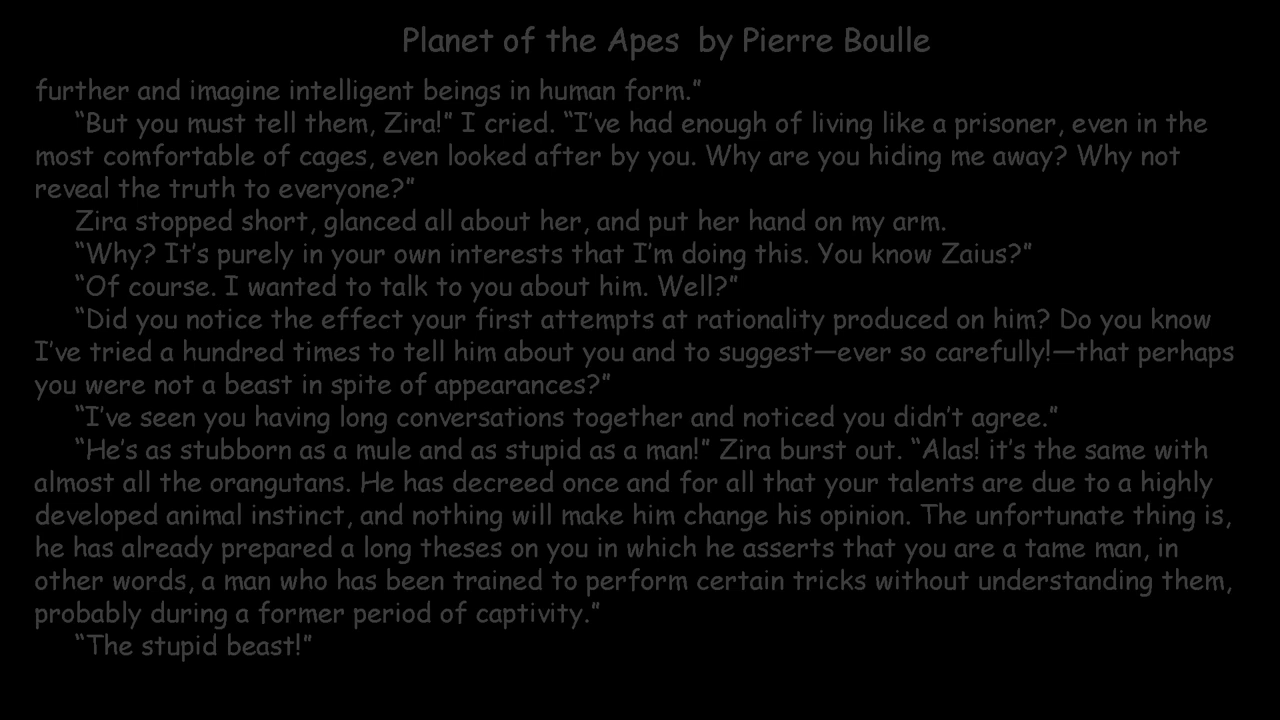 Planet of the Apes by Pierre Boulle
further and imagine intelligent beings in human form.”
“But you must tell them, Zira!” I cried. “I’ve had enough of living like a prisoner, even in the
most comfortable of cages, even looked after by you. Why are you hiding me away? Why not
reveal the truth to everyone?”
Zira stopped short, glanced all about her, and put her hand on my arm.
“Why? It’s purely in your own interests that I’m doing this. You know Zaius?”
“Of course. I wanted to talk to you about him. Well?”
“Did you notice the effect your first attempts at rationality produced on him? Do you know
I’ve tried a hundred times to tell him about you and to suggest—ever so carefully!—that perhaps
you were not a beast in spite of appearances?”
“I’ve seen you having long conversations together and noticed you didn’t agree.”
“He’s as stubborn as a mule and as stupid as a man!” Zira burst out. “Alas! it’s the same with
almost all the orangutans. He has decreed once and for all that your talents are due to a highly
developed animal instinct, and nothing will make him change his opinion. The unfortunate thing is,
he has already prepared a long theses on you in which he asserts that you are a tame man, in
other words, a man who has been trained to perform certain tricks without understanding them,
probably during a former period of captivity.”
“The stupid beast!”